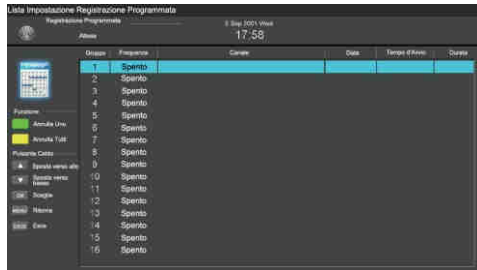 Lista Impostazione Registrazione Programmata
Registrazione Programmata
5 Sep 2001 Wed
Attesa
17:58
Gruppo Frequenza Canale Data Tempo d'Avvio Durata
1 Spento
2 Spento
3 Spento
4 Spento
5 Spento
6 Spento
7 Spento
8 Spento
9 Spento
10 Spento
11 Spento
12 Spento
13 Spento
14 Spento
15 Spento
16 Spento
Funzione
Annulla Uno
Annulla Tutti
Pulsante Caldo
Sposta verso alto
Sposta verso basso
OK Sceglie
MENU Ritorna
Esce